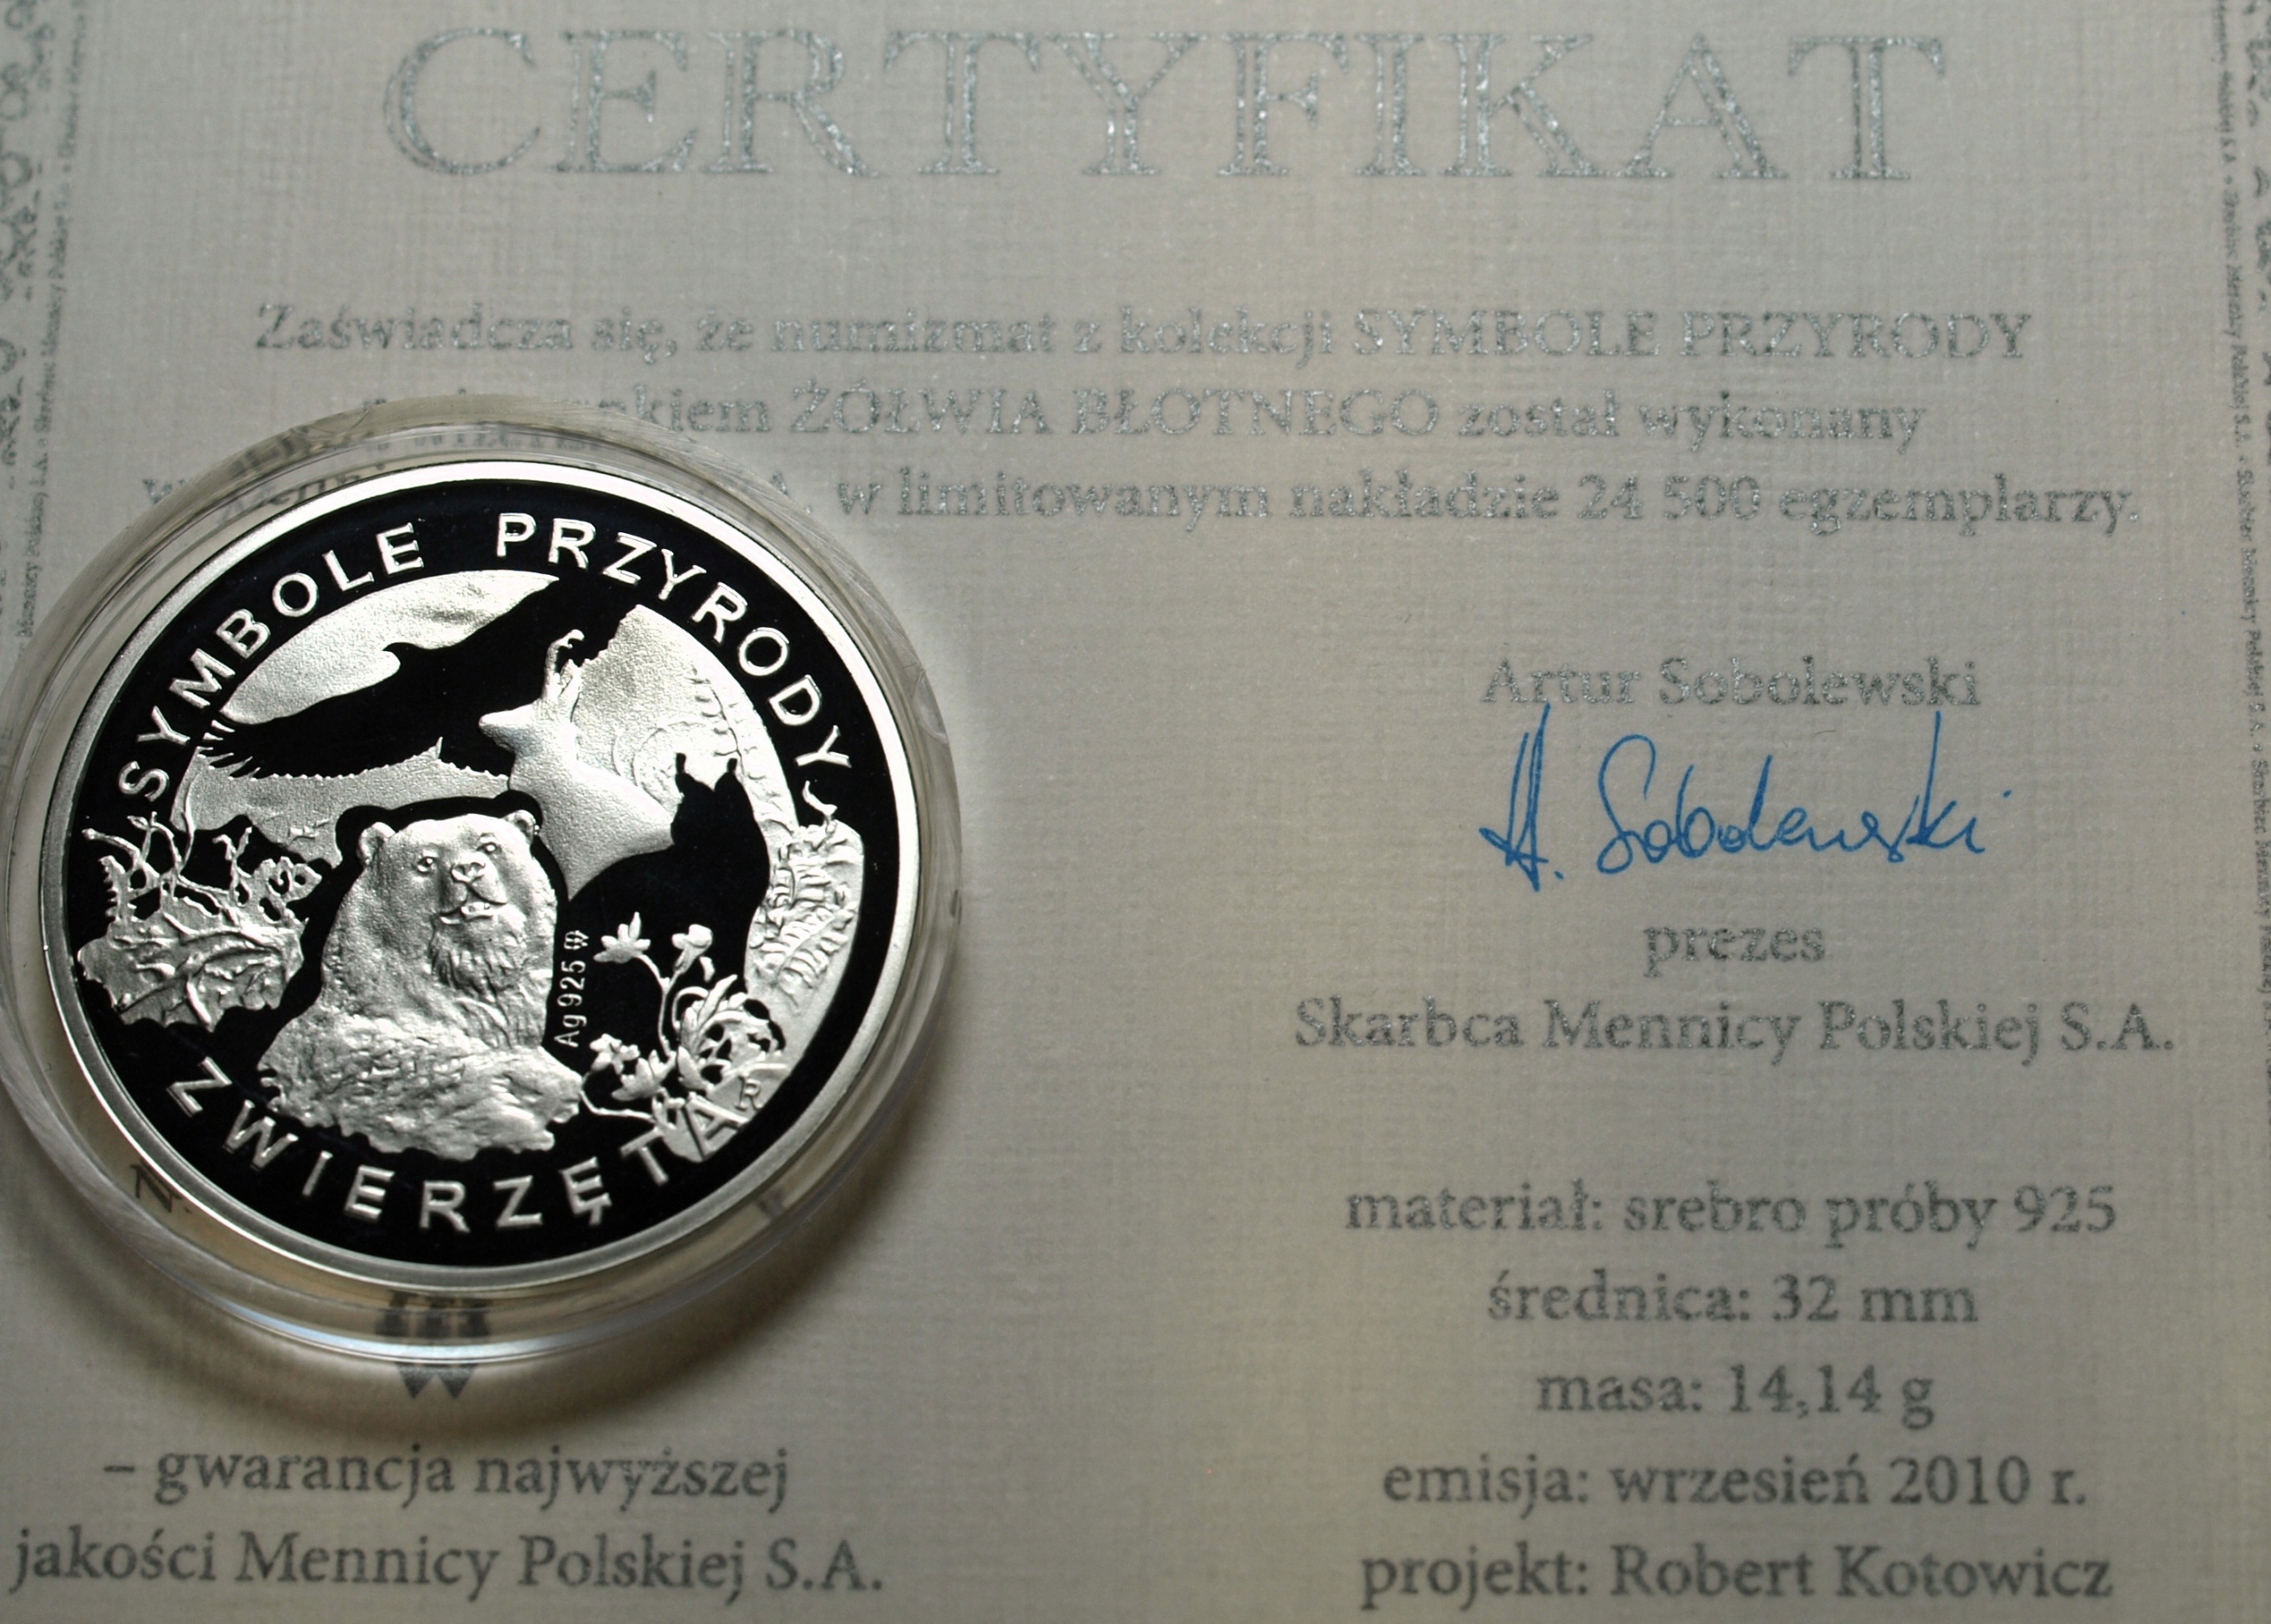 CERTYFIKAT
Zaświadcza się, że numizmat z kolekcji SYMBOLE PRZYRODY
ŻÓŁWIA BŁOTNEGO został wykonany
w limitowanym nakładzie 24 500 egzemplarzy.
SYMBOLE PRZYRODY
Ag 925
ZWIERZĘTA
Artur Sobolewski
A. Sobolewski
prezes
Skarbca Mennicy Polskiej S.A.
materiał: srebro próby 925
średnica: 32 mm
masa: 14,14 g
emisja: wrzesień 2010 r.
projekt: Robert Kotowicz
– gwarancja najwyższej
jakości Mennicy Polskiej S.A.